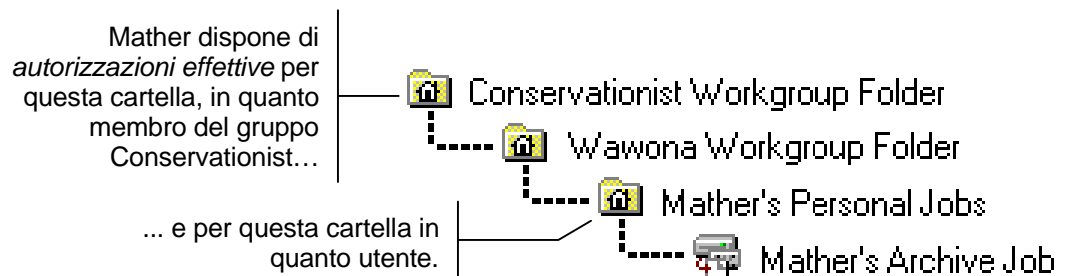 Mather dispone di
autorizzazioni effettive per
questa cartella, in quanto
membro del gruppo
Conservationist…
Conservationist Workgroup Folder
Wawona Workgroup Folder
Mather's Personal Jobs
... e per questa cartella in
quanto utente.
Mather's Archive Job